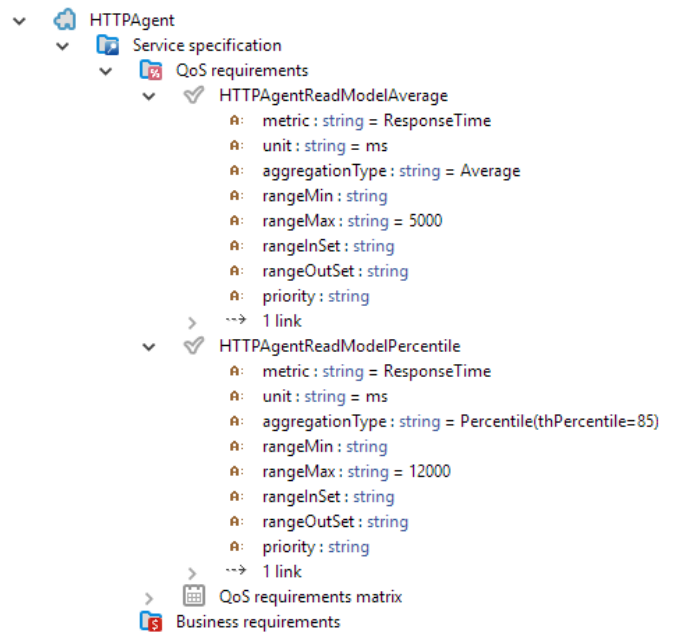 HTTPAgent
Service specification
QoS requirements
HTTPAgentReadModelAverage
A: metric : string = ResponseTime
A: unit : string = ms
A: aggregationType : string = Average
A: rangeMin : string
A: rangeMax : string = 5000
A: rangeInSet : string
A: rangeOutSet : string
A: priority : string
1 link
HTTPAgentReadModelPercentile
A: metric : string = ResponseTime
A: unit : string = ms
A: aggregationType : string = Percentile(thPercentile=85)
A: rangeMin : string
A: rangeMax : string = 12000
A: rangeInSet : string
A: rangeOutSet : string
A: priority : string
1 link
QoS requirements matrix
Business requirements